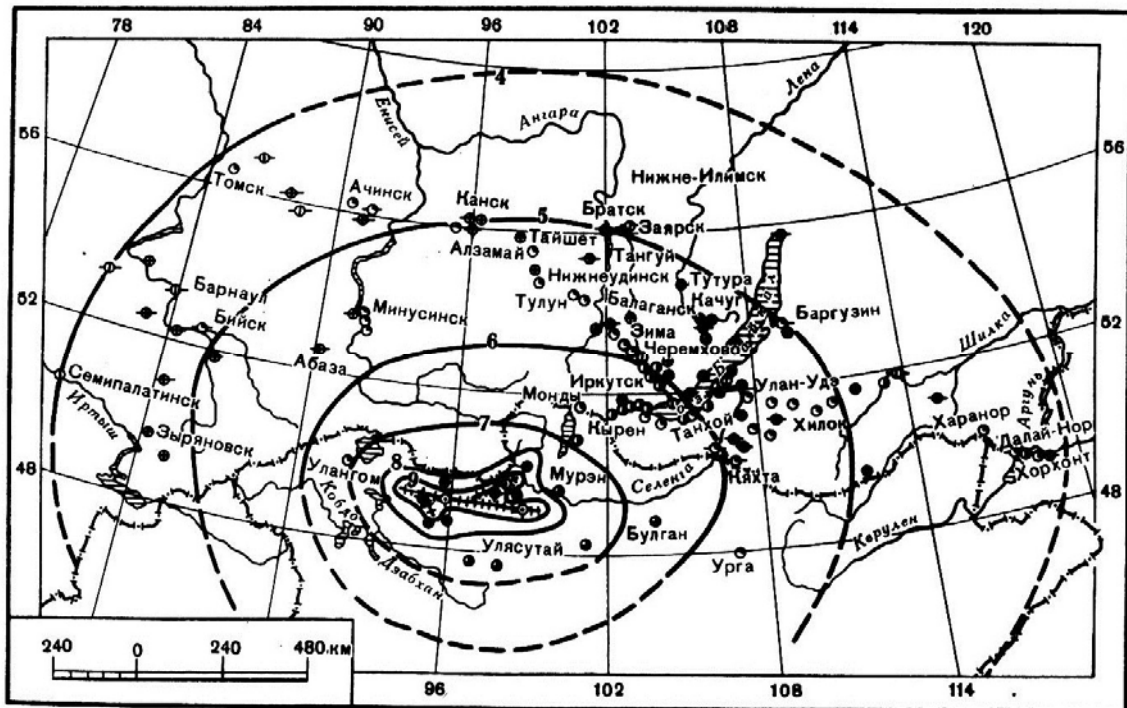 78 84 90 96 102 108 114 120
4
Лена
Енисей
Ангара
56
56
Томск
Ачинск
Канск
Нижне-Илимск
5
Братск
Заярск
Алзамай
Тайшет
Тангуй
Нижнеудинск
Тутура
52
Барнаул
Тулун
Балаганск
Качуг
Бийск
Минусинск
Зима
Баргузин
52
6
Черемхово
Шилка
Абаза
Семипалатинск
Иркутск
Улан-Удэ
Иртыш
Монды
Аргунь
Харанор
7
Кырен
Танхой
Хилок
Зыряновск
Далай-Нор
48
Улангом
8
Мурэн
Селенга
Кяхта
Хорхонт
48
9
Кобдо
Булган
Керулен
Улясутай
Урга
Дзабхан
240 0 240 480 км
96 102 108 114